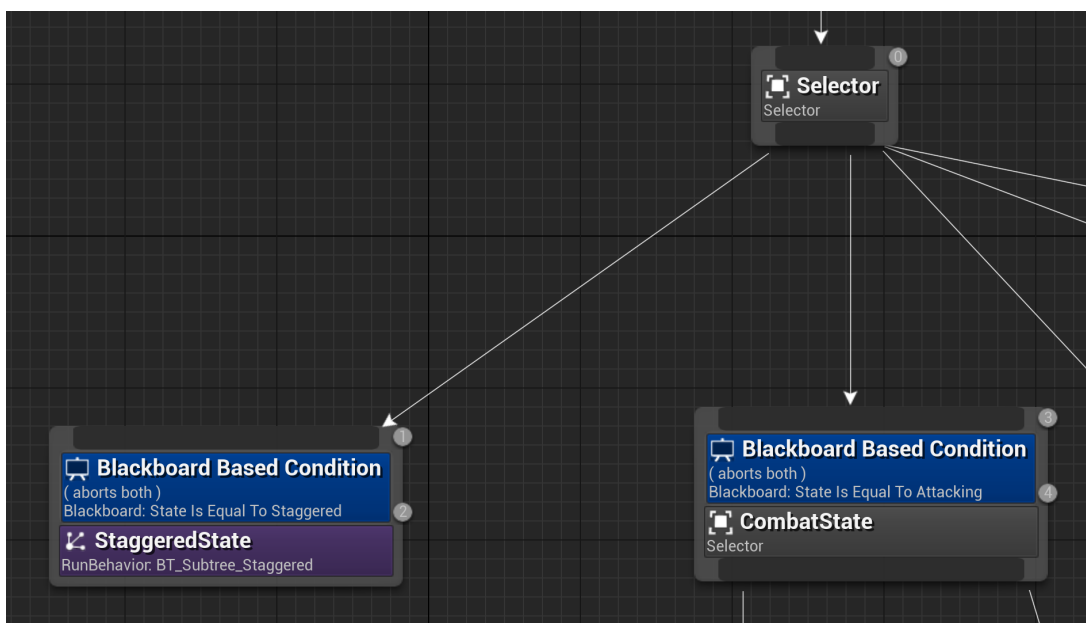 0
Selector
Selector
1
Blackboard Based Condition
( aborts both )
Blackboard: State Is Equal To Staggered
2
StaggeredState
RunBehavior: BT_Subtree_Staggered
3
Blackboard Based Condition
( aborts both )
Blackboard: State Is Equal To Attacking
4
CombatState
Selector